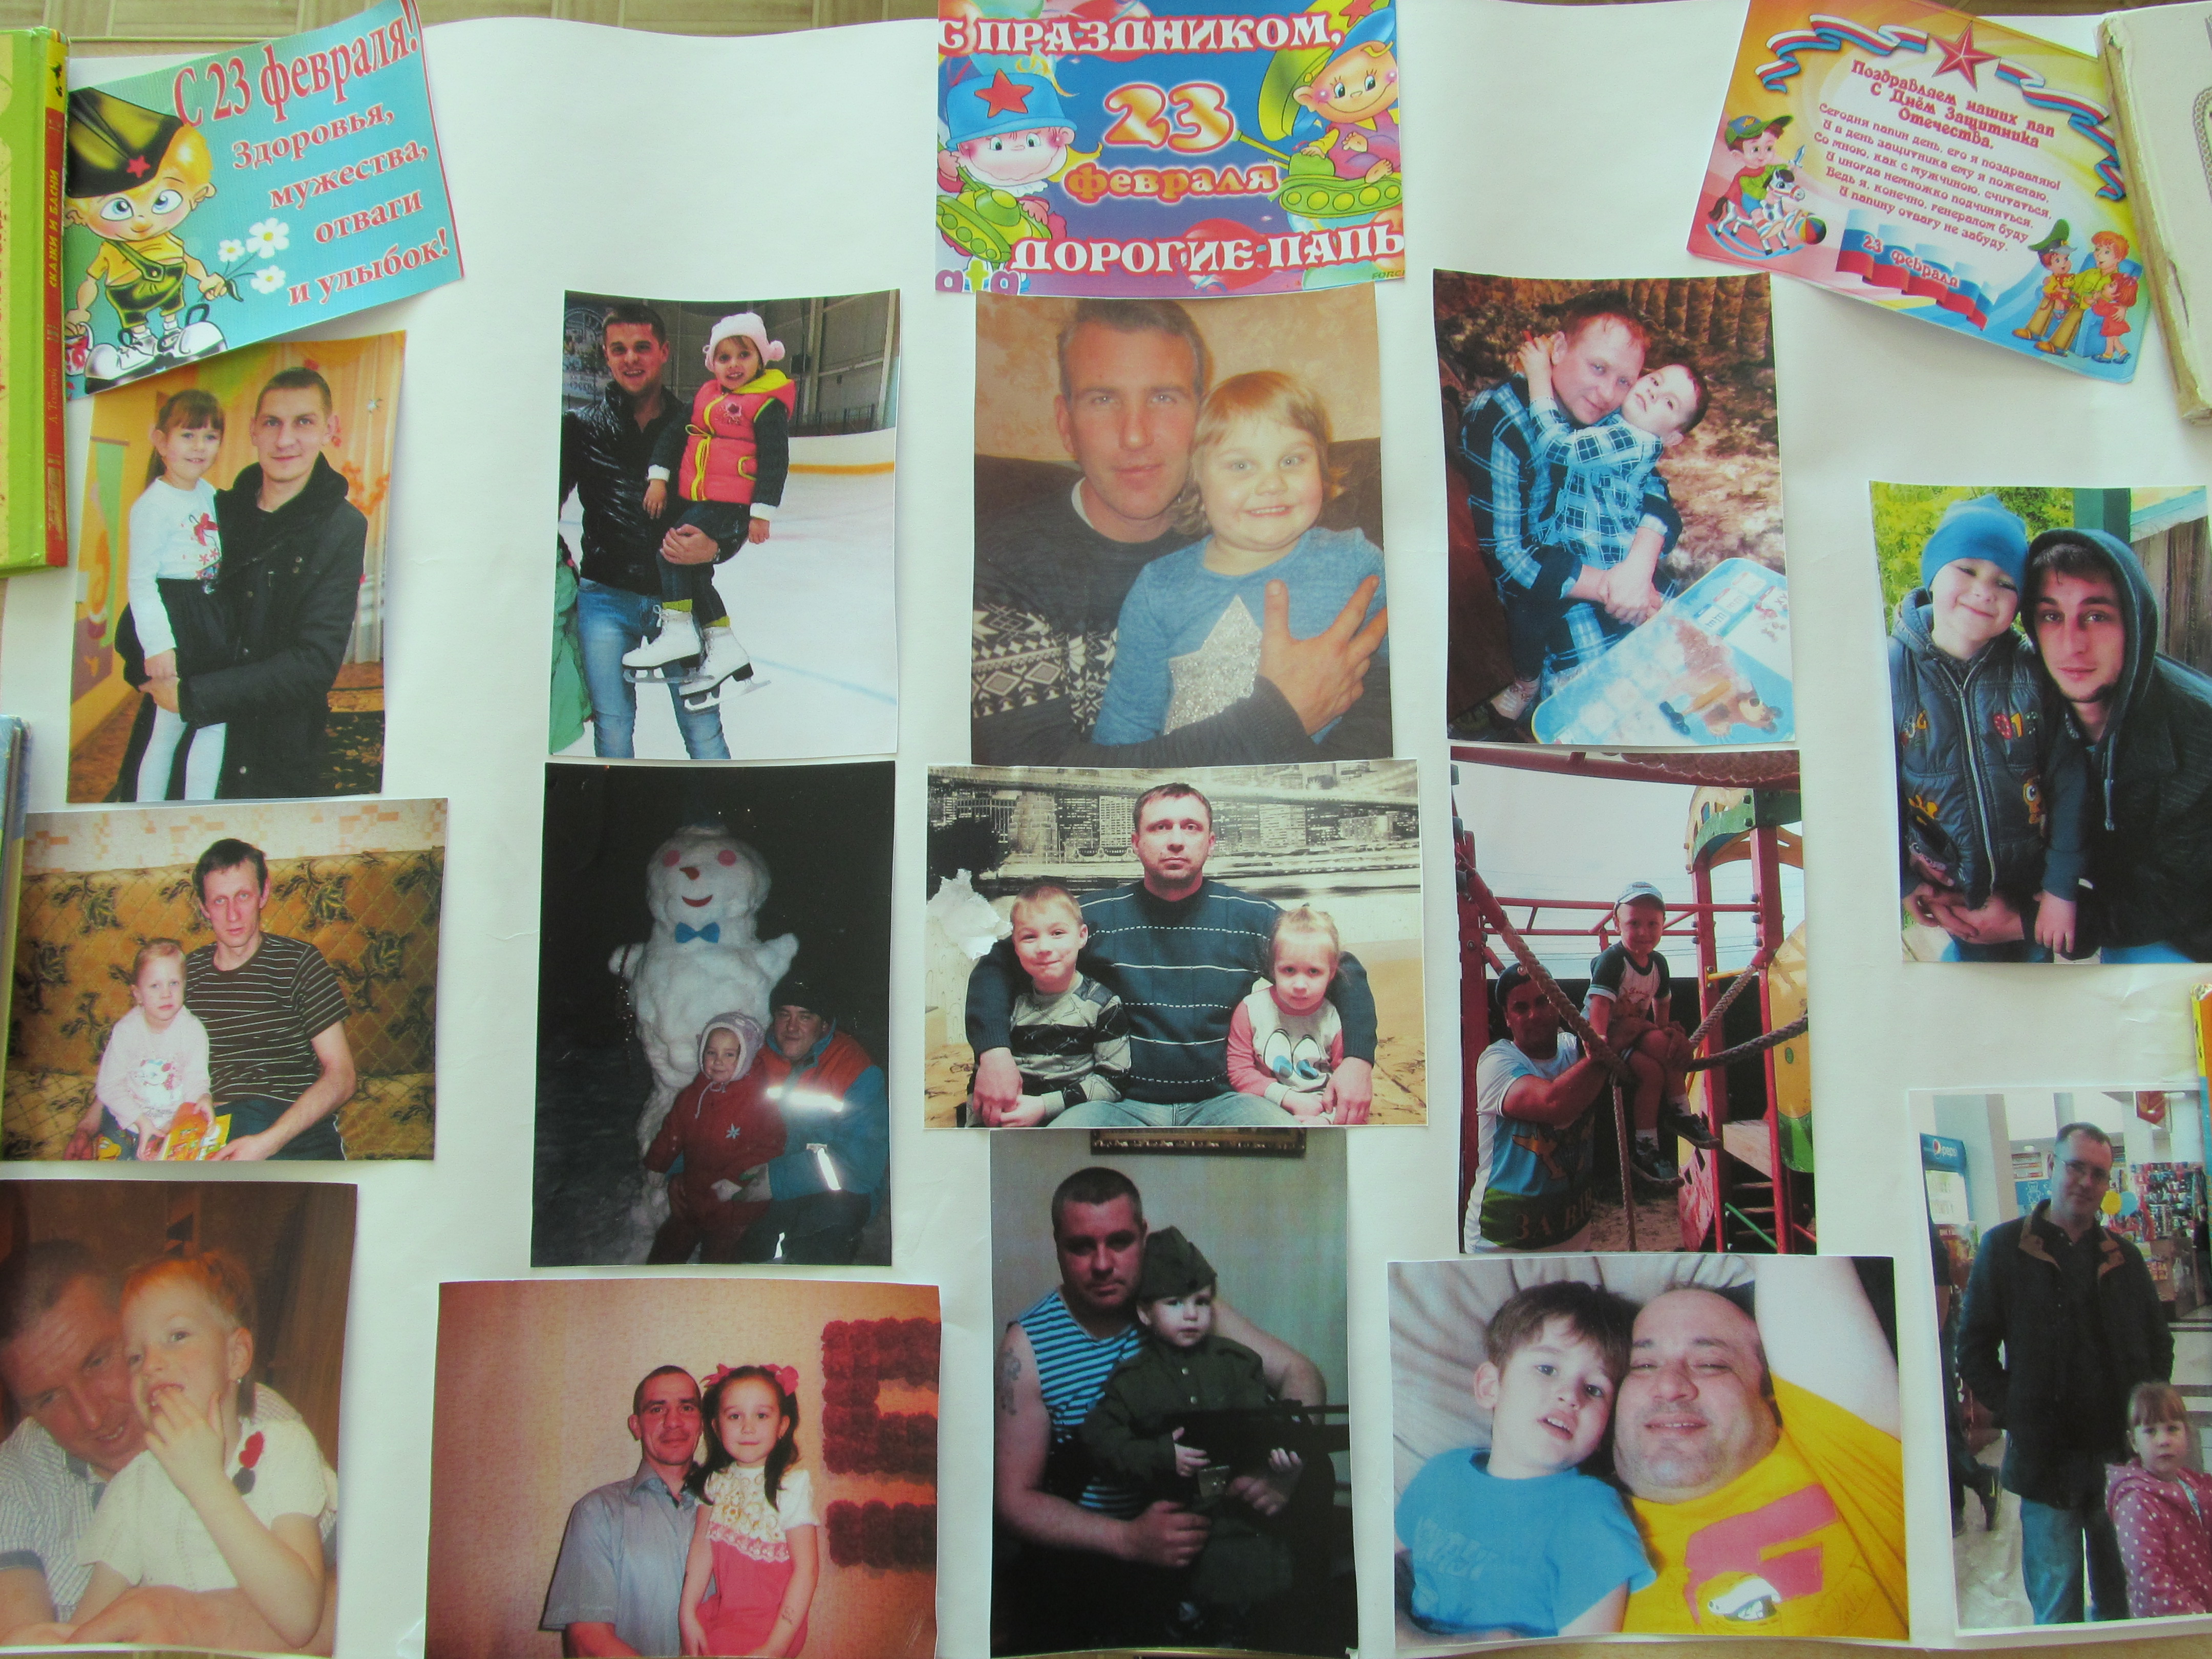 С 23 февраля!
Здоровья,
мужества,
отваги
и улыбок!
С ПРАЗДНИКОМ,
23
февраля
ДОРОГИЕ ПАПЫ
Поздравляем наших пап
С Днём Защитника
Отечества.
Сегодня папин день, его я поздравляю!
И в день защитника ему я пожелаю,
Со мною, как с мужчиною, считаться,
И иногда немножко подчиняться.
Ведь я, конечно, генералом буду
И папину отвагу не забуду.
23 февраля
СКАЗКИ И БАСНИ
Л. Толстой
pepsi